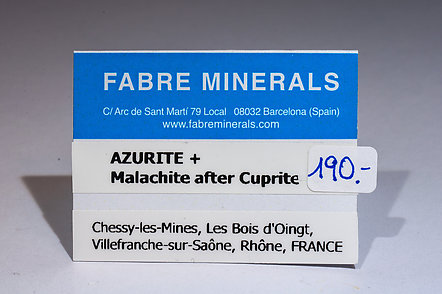 FABRE MINERALS
C/ Arc de Sant Martí 79 Local 08032 Barcelona (Spain)
www.fabreminerals.com
AZURITE +
Malachite after Cuprite
190.-
Chessy-les-Mines, Les Bois d'Oingt,
Villefranche-sur-Saône, Rhône, FRANCE